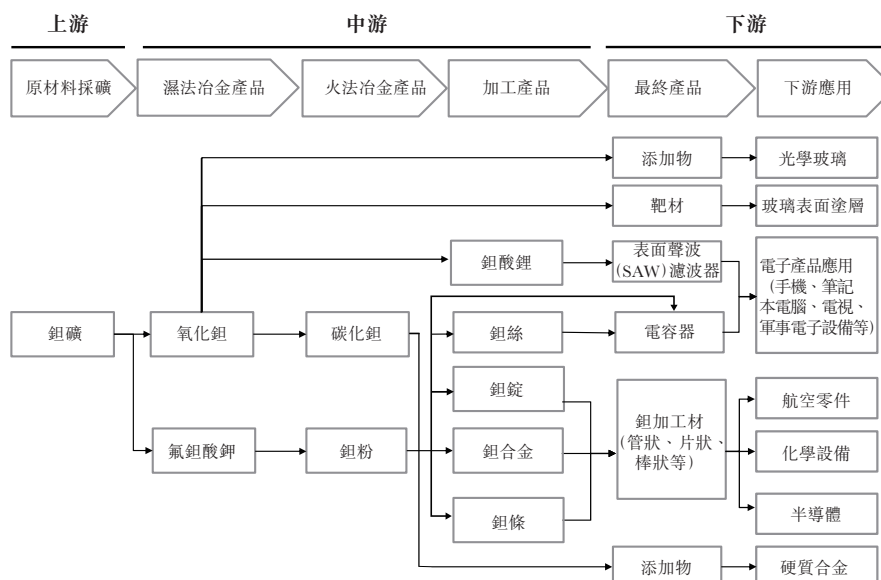 上游
中游
下游
原材料採礦
濕法冶金產品
火法冶金產品
加工產品
最終產品
下游應用
添加物
光學玻璃
靶材
玻璃表面塗層
鉭酸鋰
表面聲波
(SAW)濾波器
電子產品應用
(手機、筆記
本電腦、電視、
軍事電子設備等)
鉭礦
氧化鉭
碳化鉭
鉭絲
電容器
鉭錠
鉭加工材
(管狀、片狀、
棒狀等)
航空零件
氟鉭酸鉀
鉭粉
鉭合金
化學設備
鉭條
半導體
添加物
硬質合金